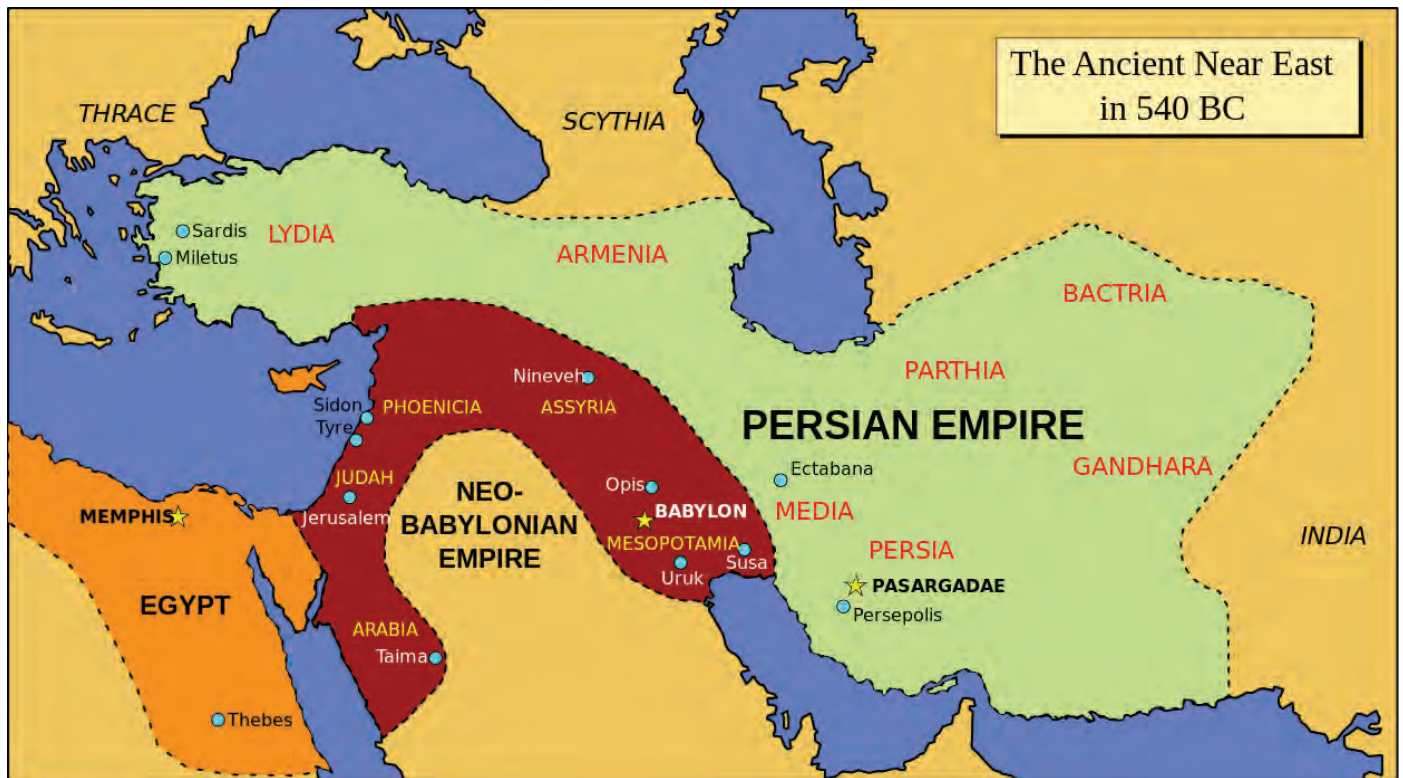 The Ancient Near East
in 540 BC
THRACE
SCYTHIA
Sardis
LYDIA
Miletus
ARMENIA
BACTRIA
PARTHIA
Nineveh
Sidon
PHOENICIA
ASSYRIA
Tyre
PERSIAN EMPIRE
Ectabana
GANDHARA
JUDAH
Opis
NEO-
BABYLONIAN
EMPIRE
Jerusalem
MEMPHIS
BABYLON
MEDIA
INDIA
MESOPOTAMIA
PERSIA
Uruk
Susa
PASARGADAE
EGYPT
Persepolis
ARABIA
Taima
Thebes